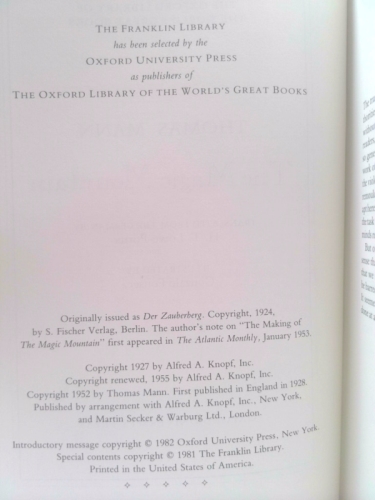 THE FRANKLIN LIBRARY
has been selected by the
OXFORD UNIVERSITY PRESS
as publishers of
THE OXFORD LIBRARY OF THE WORLD'S GREAT BOOKS
Originally issued as Der Zauberberg. Copyright, 1924,
by S. Fischer Verlag, Berlin. The author's note on "The Making of
The Magic Mountain" first appeared in The Atlantic Monthly, January 1953.
Copyright 1927 by Alfred A. Knopf, Inc.
Copyright renewed, 1955 by Alfred A. Knopf, Inc.
Copyright 1952 by Thomas Mann. First published in England in 1928.
Published by arrangement with Alfred A. Knopf, Inc., New York,
and Martin Secker & Warburg Ltd., London.
Introductory message copyright © 1982 Oxford University Press, New York.
Special contents copyright © 1981 The Franklin Library.
Printed in the United States of America.